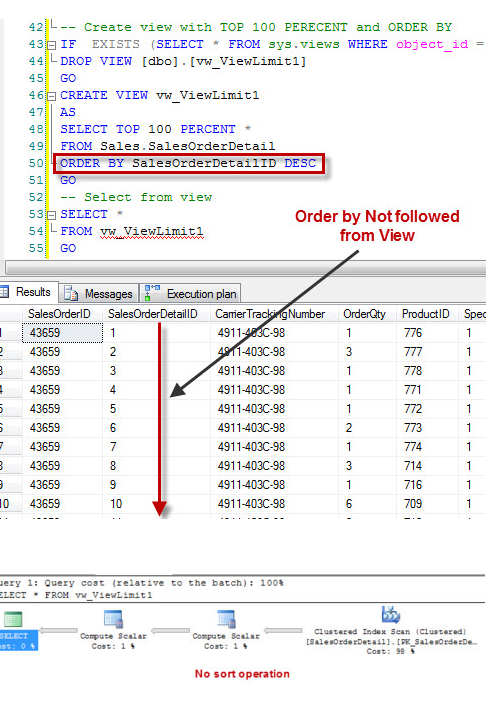 42 -- Create view with TOP 100 PERECENT and ORDER BY
43 IF EXISTS (SELECT * FROM sys.views WHERE object_id =
44 DROP VIEW [dbo].[vw_ViewLimit1]
45 GO
46 CREATE VIEW vw_ViewLimit1
47 AS
48 SELECT TOP 100 PERCENT *
49 FROM Sales.SalesOrderDetail
50 ORDER BY SalesOrderDetailID DESC
51 GO
52 -- Select from view
53 SELECT *
54 FROM vw_ViewLimit1
55 GO
Order by Not followed
from View
Results Messages Execution plan
SalesOrderID SalesOrderDetailID CarrierTrackingNumber OrderQty ProductID Spec
1 43659 1 4911-403C-98 1 776 1
2 43659 2 4911-403C-98 3 777 1
3 43659 3 4911-403C-98 1 778 1
4 43659 4 4911-403C-98 1 771 1
5 43659 5 4911-403C-98 1 772 1
6 43659 6 4911-403C-98 2 773 1
7 43659 7 4911-403C-98 1 774 1
8 43659 8 4911-403C-98 3 714 1
9 43659 9 4911-403C-98 1 716 1
10 43659 10 4911-403C-98 6 709 1
uery 1: Query cost (relative to the batch): 100%
ELECT * FROM vw_ViewLimit1
SELECT
ost: 0 %
Compute Scalar
Cost: 1 %
Compute Scalar
Cost: 1 %
Clustered Index Scan (Clustered)
[SalesOrderDetail].[PK_SalesOrderDe…
Cost: 98 %
No sort operation